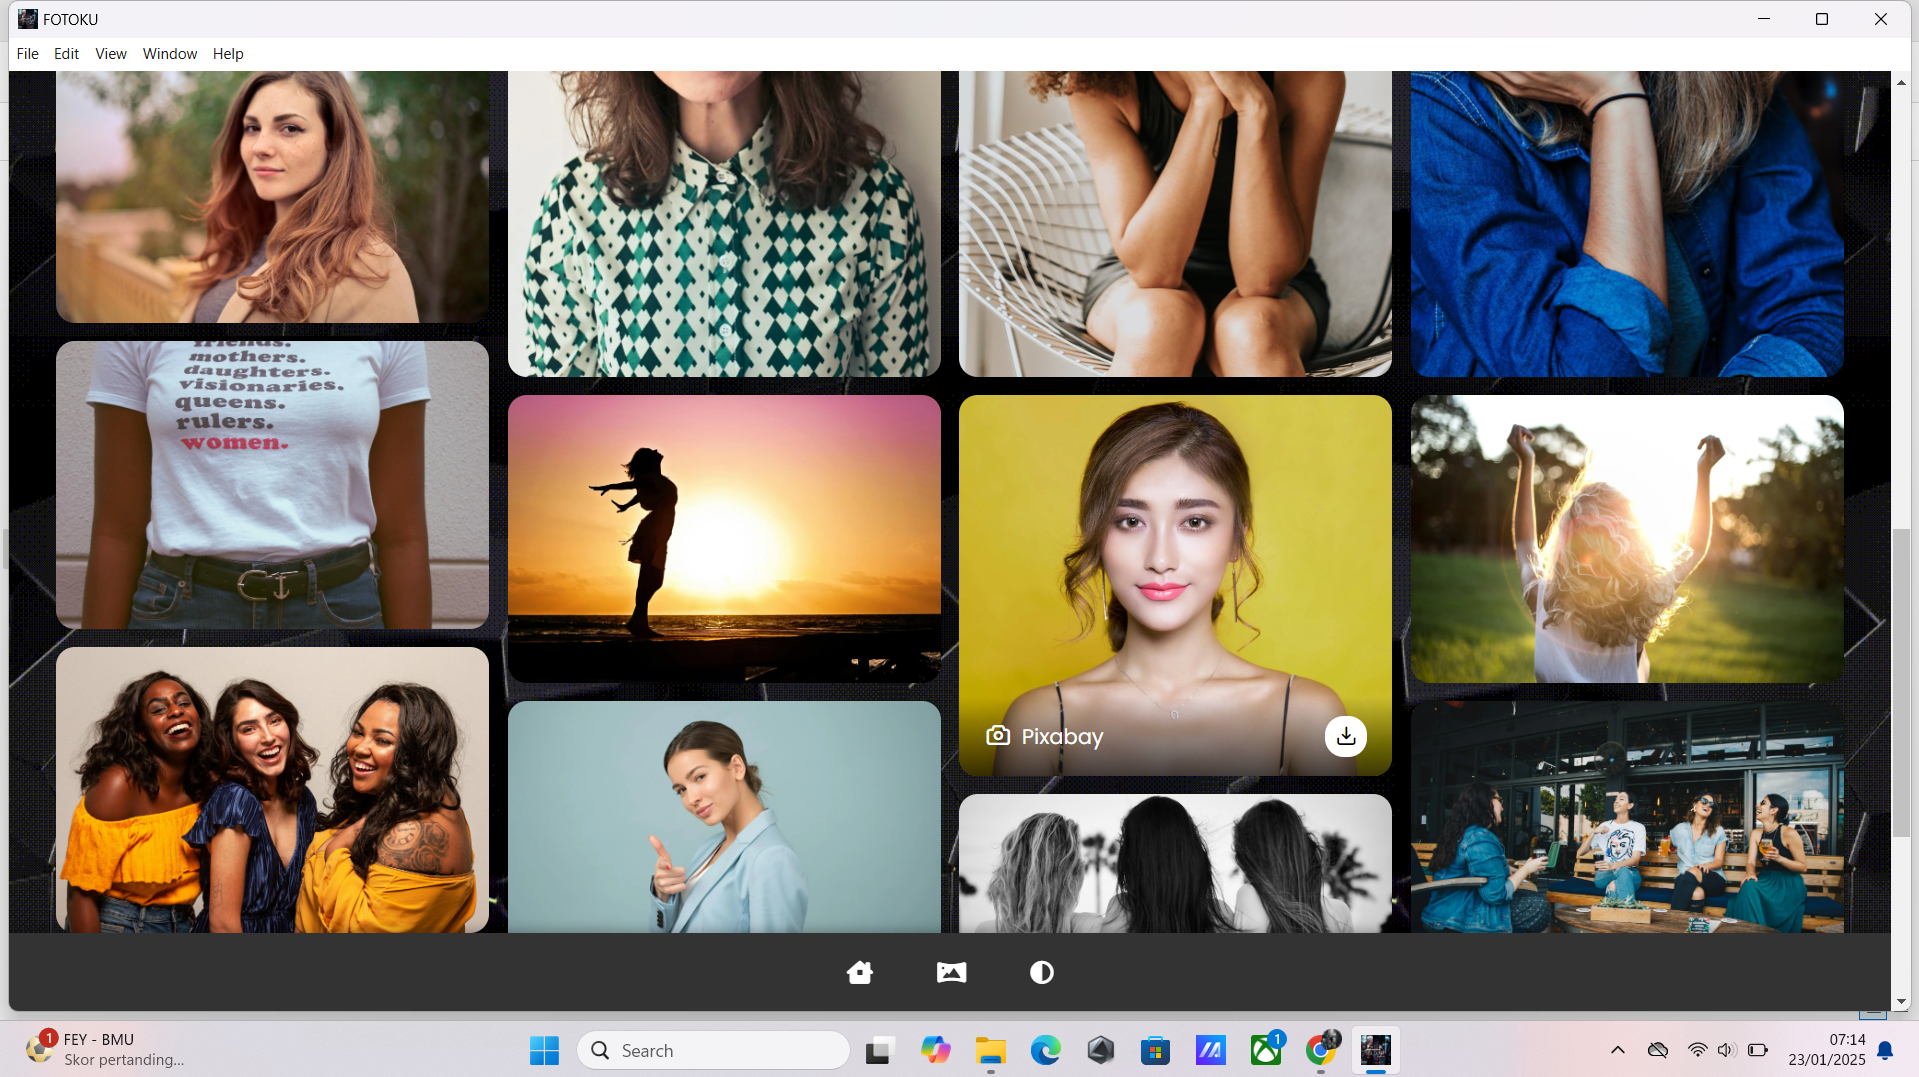 FOTOKU
File Edit View Window Help
friends.
mothers.
daughters.
visionaries.
queens.
rulers.
women.
Pixabay
1
FEY - BMU
Skor pertanding...
Search
1
07:14
23/01/2025